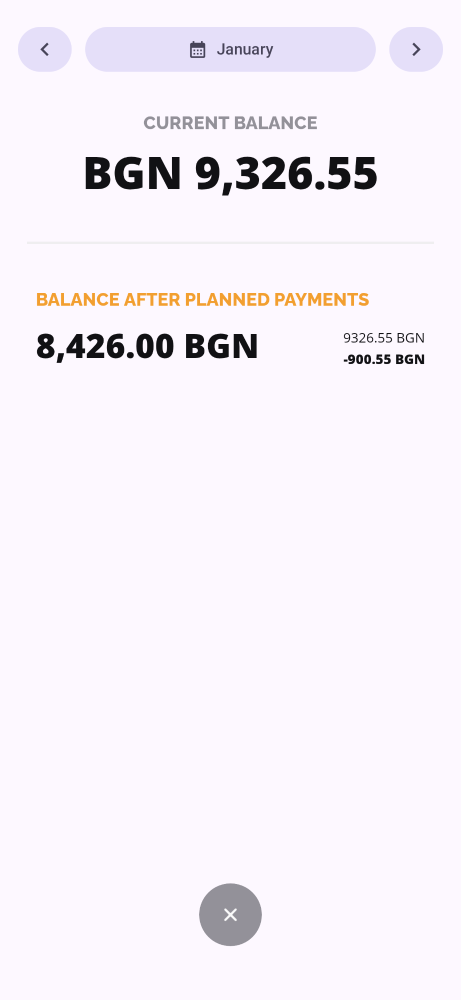 January
CURRENT BALANCE
BGN 9,326.55
BALANCE AFTER PLANNED PAYMENTS
8,426.00 BGN
9326.55 BGN
-900.55 BGN